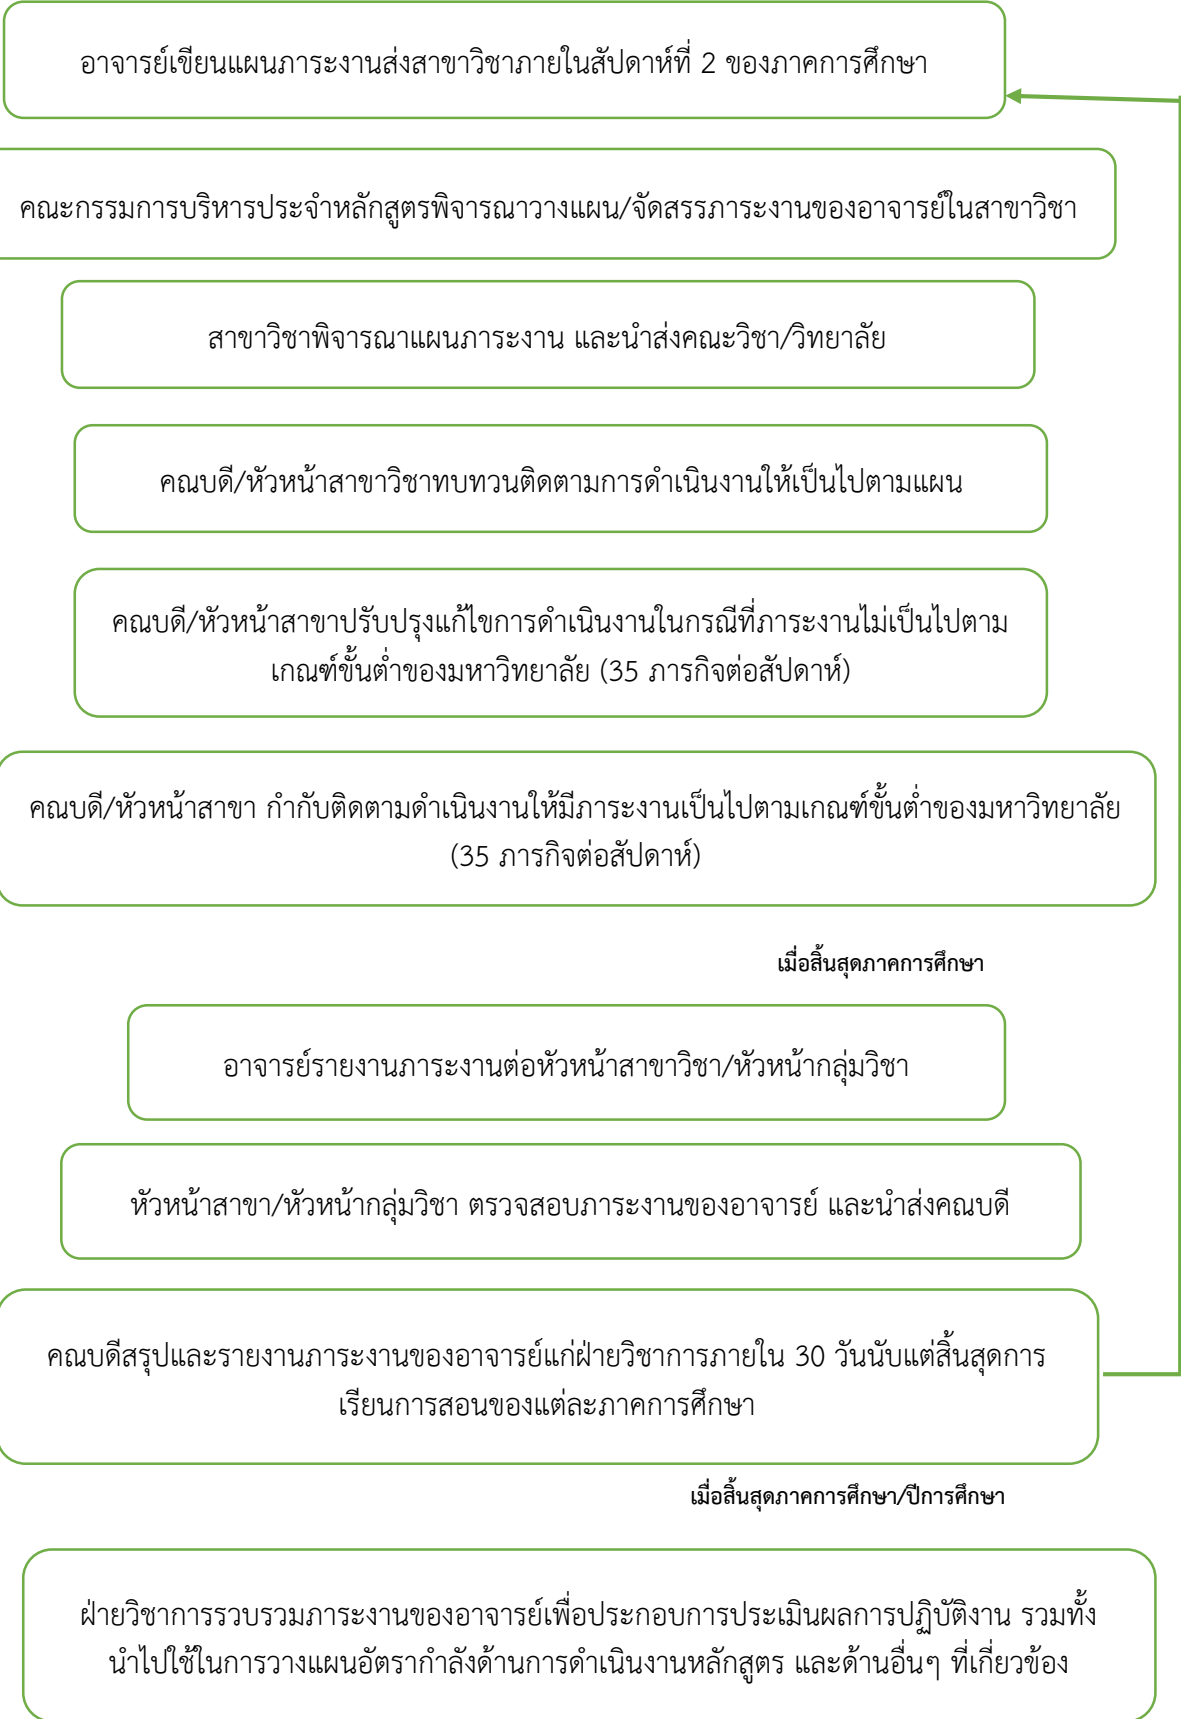 อาจารย์เขียนแผนภาระงานส่งสาขาวิชาภายในสัปดาห์ที่ 2 ของภาคการศึกษา
คณะกรรมการบริหารประจำหลักสูตรพิจารณาวางแผน/จัดสรรภาระงานของอาจารย์ในสาขาวิชา
สาขาวิชาพิจารณาแผนภาระงาน และนำส่งคณะวิชา/วิทยาลัย
คณบดี/หัวหน้าสาขาวิชาทบทวนติดตามการดำเนินงานให้เป็นไปตามแผน
คณบดี/หัวหน้าสาขาปรับปรุงแก้ไขการดำเนินงานในกรณีที่ภาระงานไม่เป็นไปตาม
เกณฑ์ขั้นต่ำของมหาวิทยาลัย (35 ภารกิจต่อสัปดาห์)
คณบดี/หัวหน้าสาขา กำกับติดตามดำเนินงานให้มีภาระงานเป็นไปตามเกณฑ์ขั้นต่ำของมหาวิทยาลัย
(35 ภารกิจต่อสัปดาห์)
เมื่อสิ้นสุดภาคการศึกษา
อาจารย์รายงานภาระงานต่อหัวหน้าสาขาวิชา/หัวหน้ากลุ่มวิชา
หัวหน้าสาขา/หัวหน้ากลุ่มวิชา ตรวจสอบภาระงานของอาจารย์ และนำส่งคณบดี
คณบดีสรุปและรายงานภาระงานของอาจารย์แก่ฝ่ายวิชาการภายใน 30 วันนับแต่สิ้นสุดการ
เรียนการสอนของแต่ละภาคการศึกษา
เมื่อสิ้นสุดภาคการศึกษา/ปีการศึกษา
ฝ่ายวิชาการรวบรวมภาระงานของอาจารย์เพื่อประกอบการประเมินผลการปฏิบัติงาน รวมทั้ง
นำไปใช้ในการวางแผนอัตรากำลังด้านการดำเนินงานหลักสูตร และด้านอื่นๆ ที่เกี่ยวข้อง